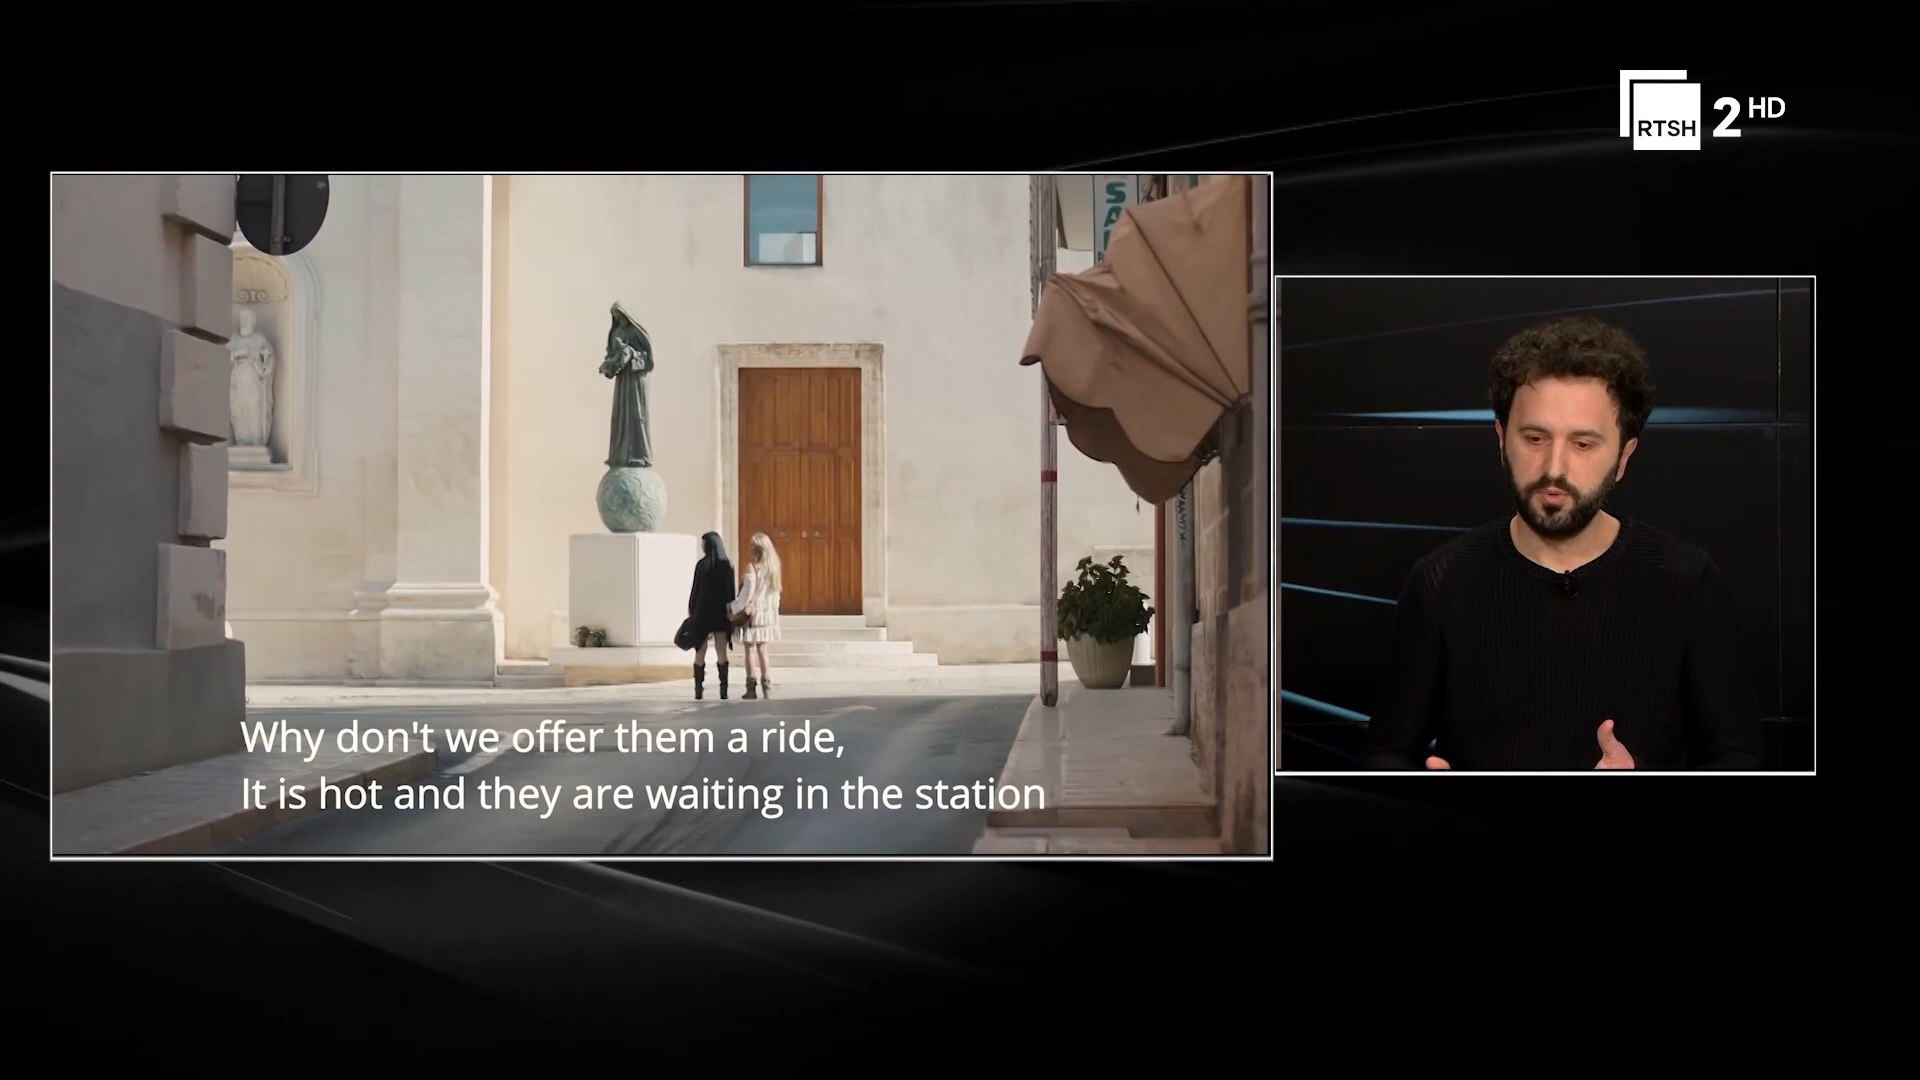 RTSH 2 HD
SA
Why don't we offer them a ride,
It is hot and they are waiting in the station